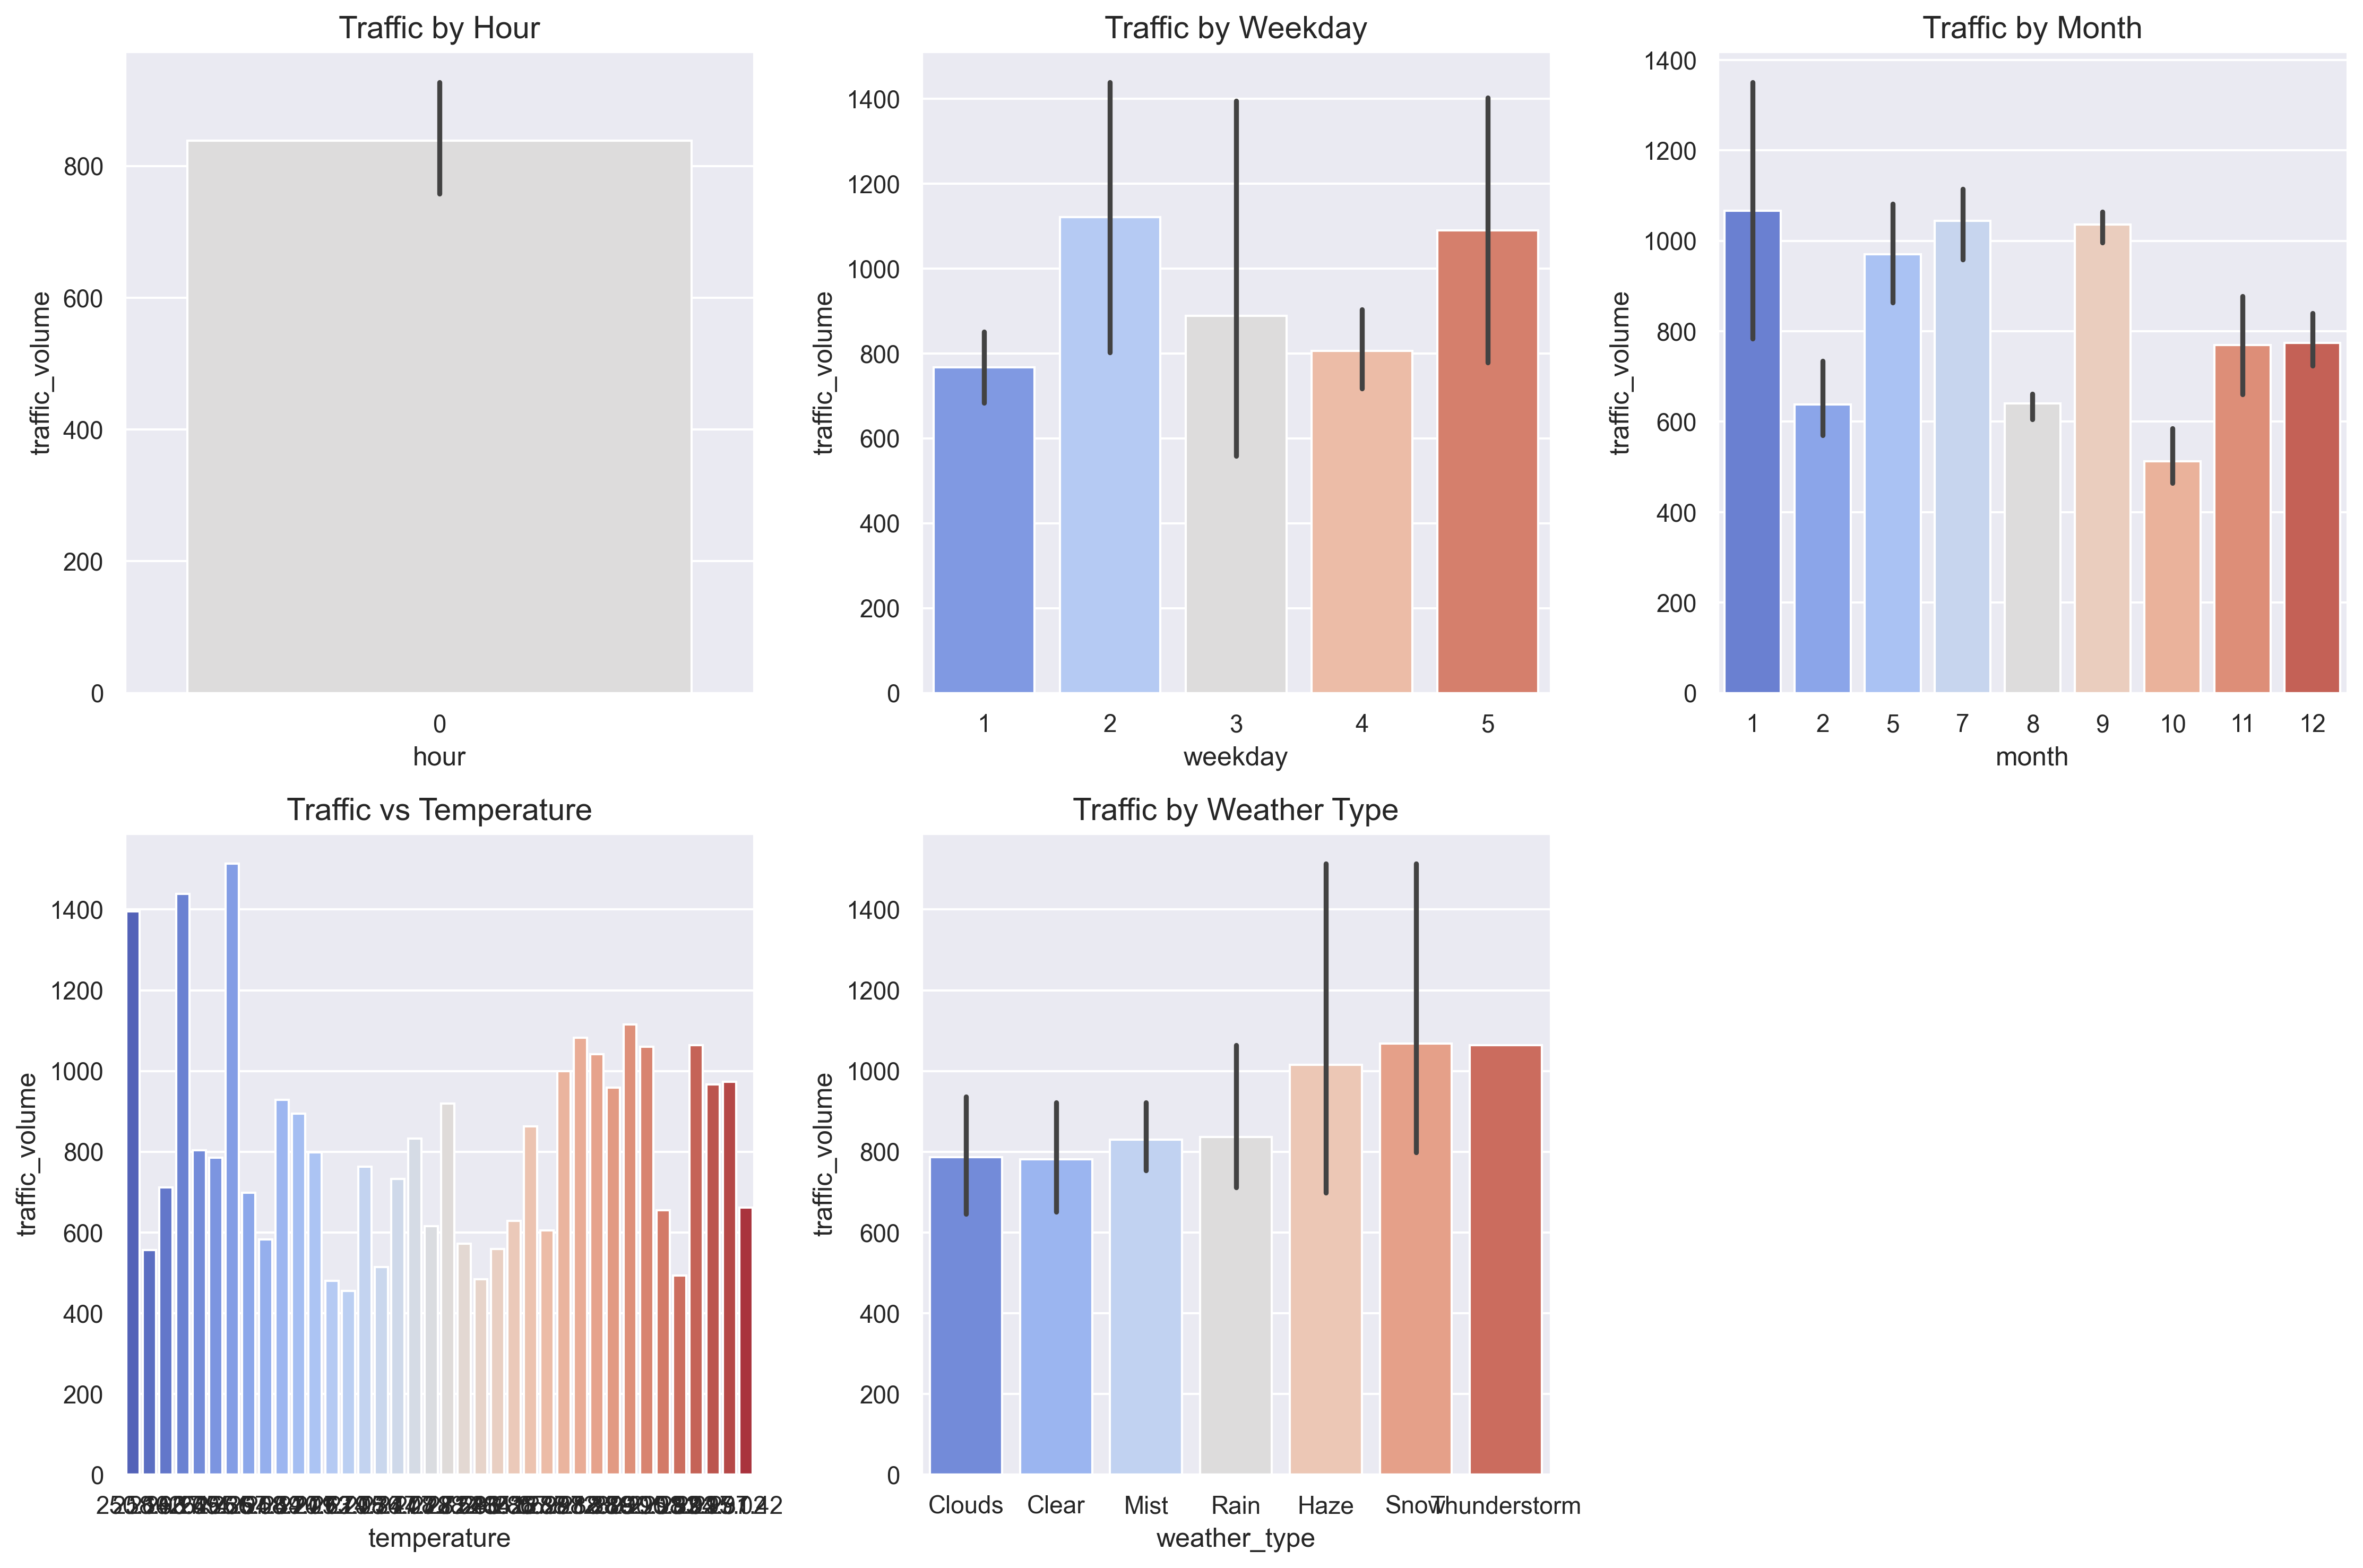 Traffic by Hour
traffic_volume
800
600
400
200
0
0
hour
Traffic by Weekday
traffic_volume
1400
1200
1000
800
600
400
200
0
1 2 3 4 5
weekday
Traffic by Month
traffic_volume
1400
1200
1000
800
600
400
200
0
1 2 5 7 8 9 10 11 12
month
Traffic vs Temperature
traffic_volume
1400
1200
1000
800
600
400
200
0
temperature
Traffic by Weather Type
traffic_volume
1400
1200
1000
800
600
400
200
0
Clouds Clear Mist Rain Haze Snow Thunderstorm
weather_type